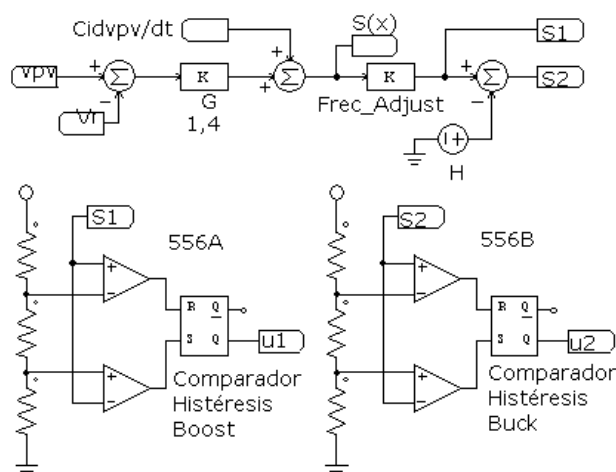 Cidvpv/dt
S(x)
S1
vpv
+
Σ
−
K
+
+
Σ
K
+
Σ
−
S2
Vr
G
1,4
Frec_Adjust
+
H
S1
556A
+
−
R Q
S Q
u1
+
−
Comparador
Histéresis
Boost
S2
556B
+
−
R Q
S Q
u2
+
−
Comparador
Histéresis
Buck